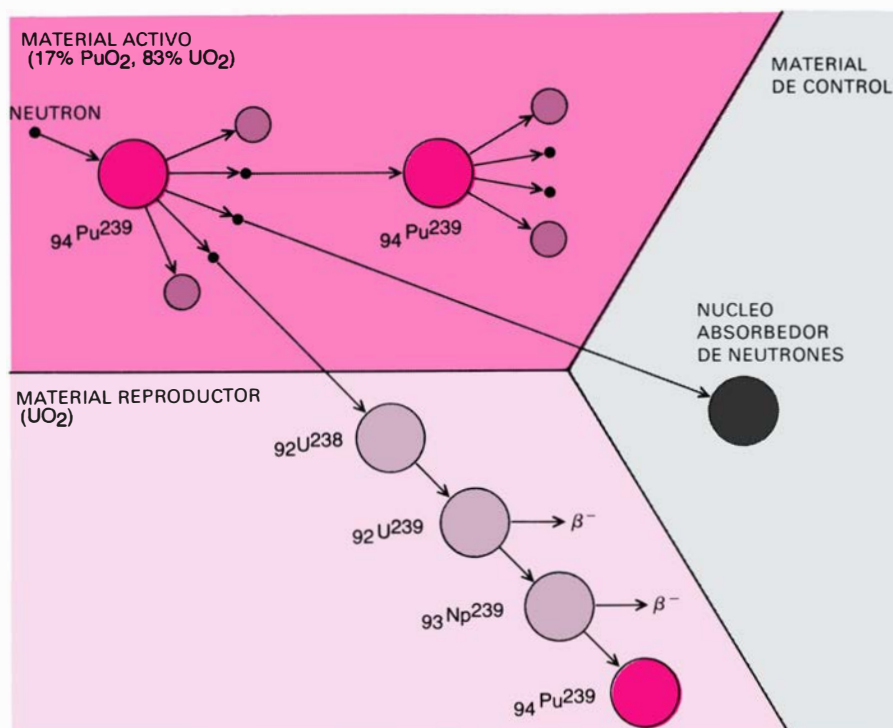 MATERIAL ACTIVO
(17% PuO₂, 83% UO₂)
NEUTRON
₉₄Pu²³⁹
₉₄Pu²³⁹
MATERIAL
DE CONTROL
NUCLEO
ABSORBEDOR
DE NEUTRONES
MATERIAL REPRODUCTOR
(UO₂)
₉₂U²³⁸
₉₂U²³⁹
β⁻
₉₃Np²³⁹
β⁻
₉₄Pu²³⁹